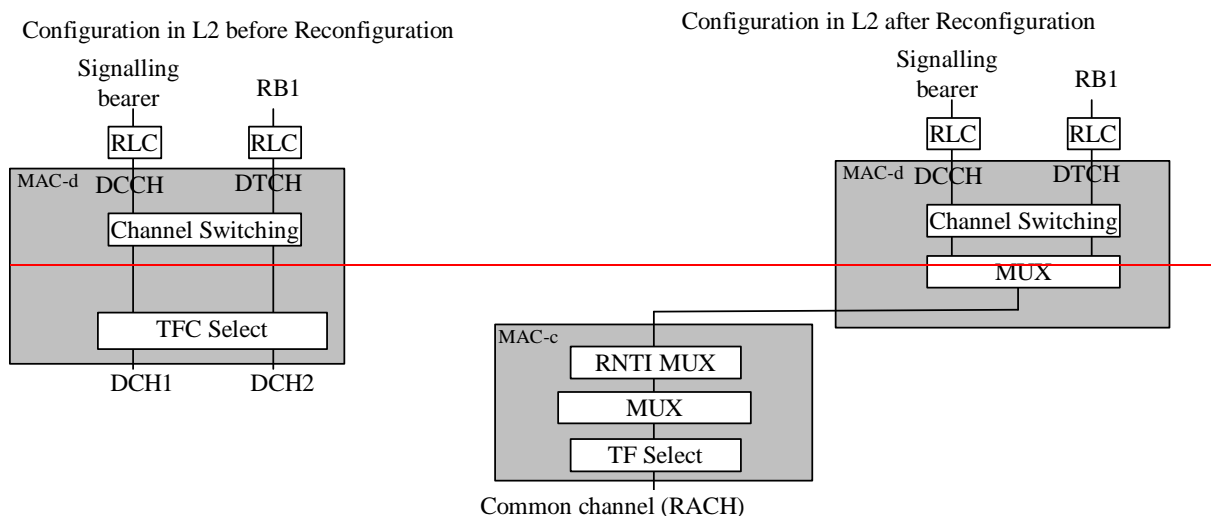 Configuration in L2 before Reconfiguration
Signalling
bearer
RB1
RLC
RLC
MAC-d
DCCH
DTCH
Channel Switching
TFC Select
DCH1
DCH2
Configuration in L2 after Reconfiguration
Signalling
bearer
RB1
RLC
RLC
MAC-d
DCCH
DTCH
Channel Switching
MUX
MAC-c
RNTI MUX
MUX
TF Select
Common channel (RACH)